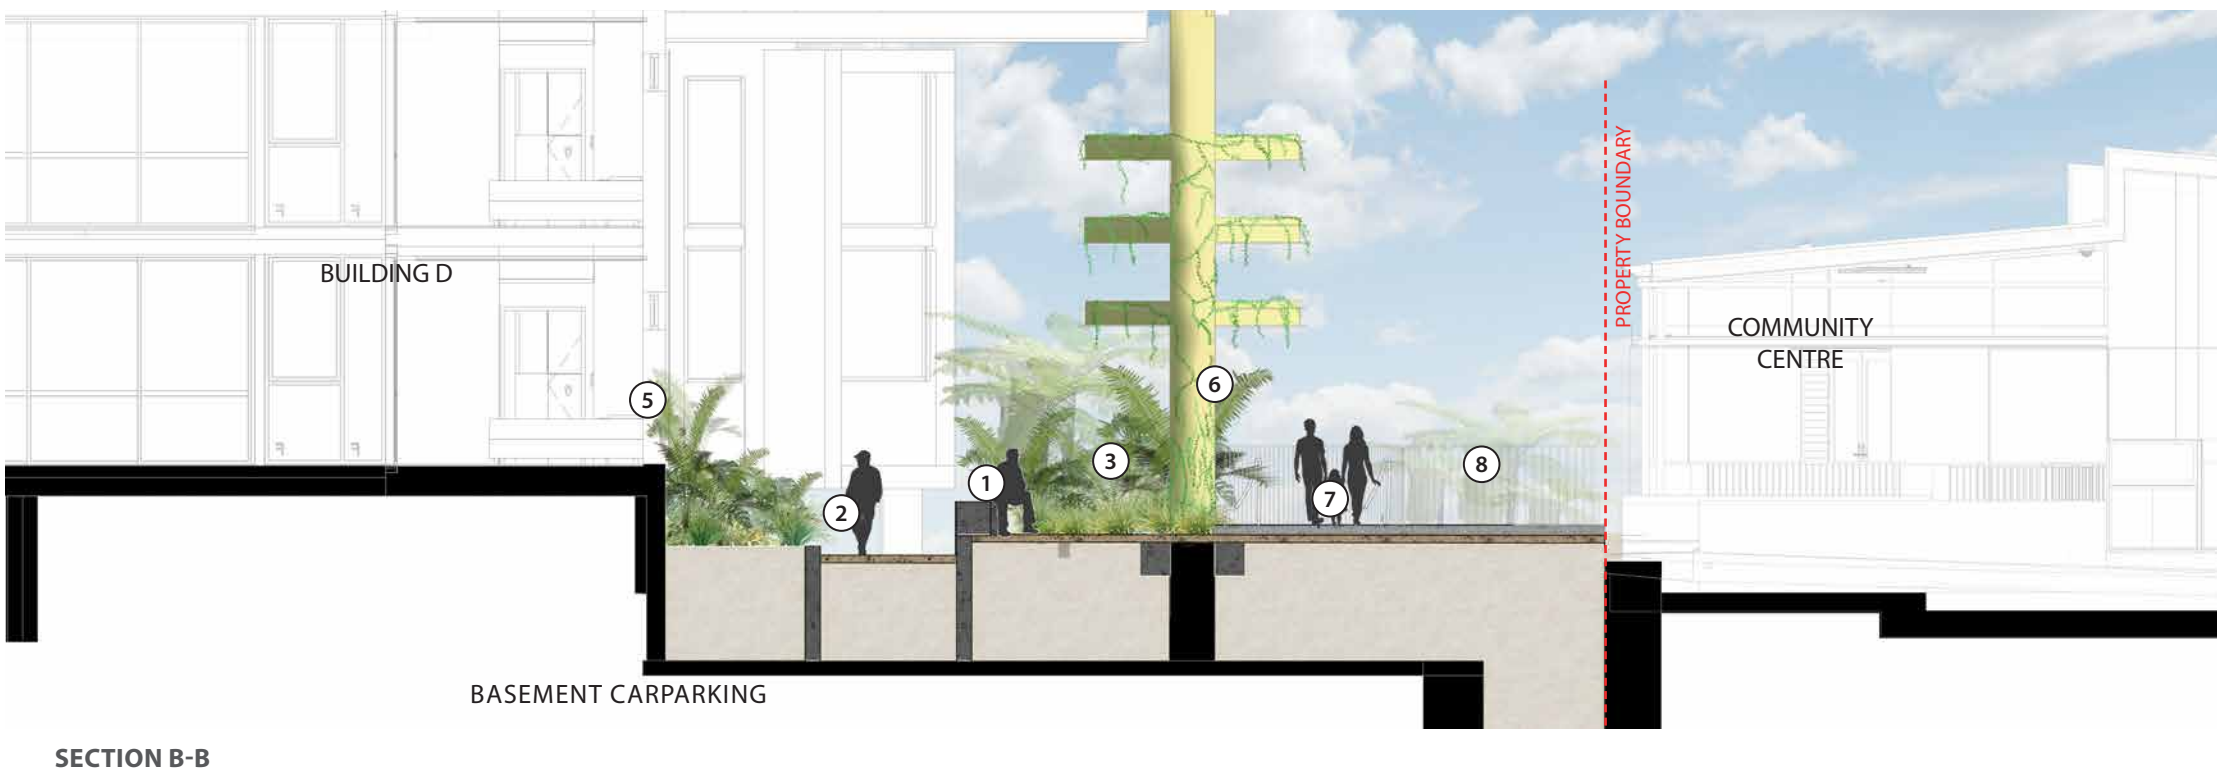 PROPERTY BOUNDARY
BUILDING D
COMMUNITY
CENTRE
5
6
3
8
1
7
2
BASEMENT CARPARKING
SECTION B-B